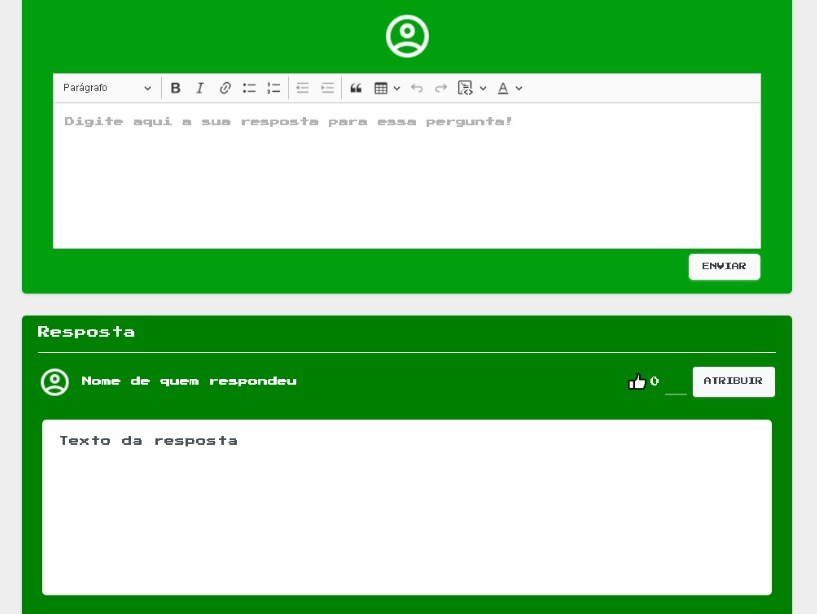 Parágrafo
Digite aqui a sua resposta para essa pergunta!
ENVIAR
Resposta
Nome de quem respondeu
0
ATRIBUIR
Texto da resposta